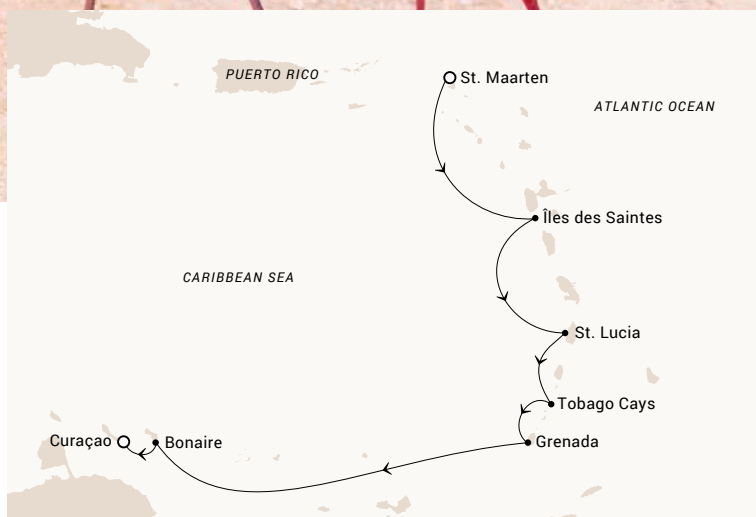 PUERTO RICO
St. Maarten
ATLANTIC OCEAN
Îles des Saintes
CARIBBEAN SEA
St. Lucia
Tobago Cays
Curaçao
Bonaire
Grenada